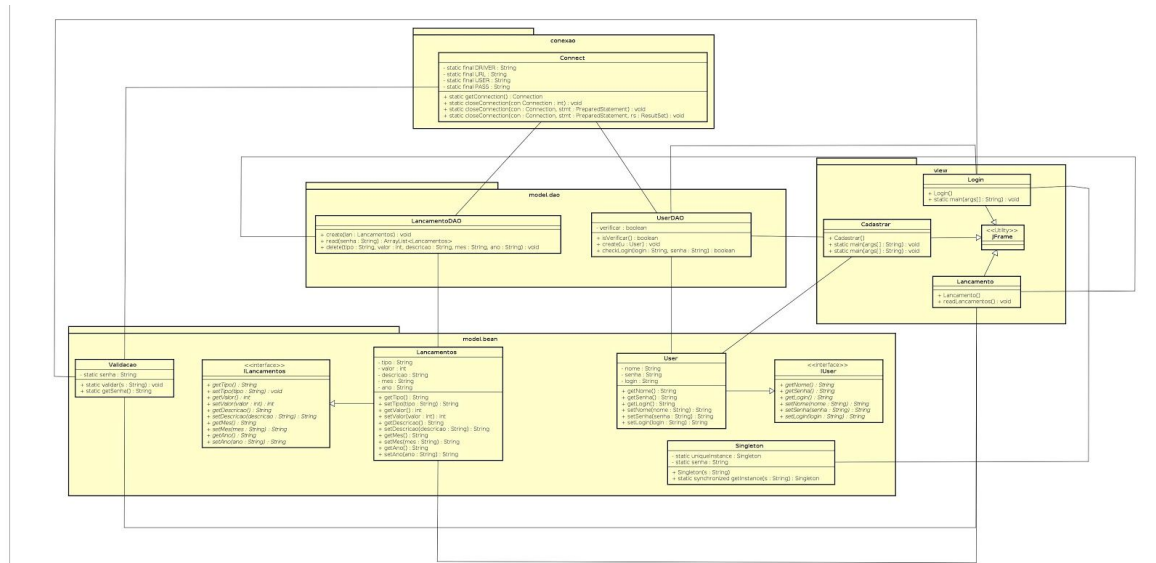 conexao
Connect
- static final DRIVER : String
- static final URL : String
- static final USER : String
- static final PASS : String
+ static getConnection() : Connection
+ static closeConnection(con Connection : int) : void
+ static closeConnection(con : Connection, stmt : PreparedStatement) : void
+ static closeConnection(con : Connection, stmt : PreparedStatement, rs : ResultSet) : void
view
Login
+ Login()
+ static main(args[] : String) : void
Cadastrar
+ Cadastrar()
+ static main(args[] : String) : void
+ static main(args[] : String) : void
<<Utility>>
JFrame
Lancamento
+ Lancamento()
+ readLancamentos() : void
model.dao
LancamentoDAO
+ create(lan : Lancamentos) : void
+ read(senha : String) : ArrayList<Lancamentos>
+ delete(tipo : String, valor : int, descricao : String, mes : String, ano : String) : void
UserDAO
- verificar : boolean
+ isVerificar() : boolean
+ create(u : User) : void
+ checkLogin(login : String, senha : String) : boolean
model.bean
Validacao
- static senha : String
+ static validar(s : String) : void
+ static getSenha() : String
<<interface>>
ILancamentos
+ getTipo() : String
+ setTipo(tipo : String) : void
+ getValor() : int
+ setValor(valor : int) : int
+ getDescricao() : String
+ setDescricao(descricao : String) : String
+ getMes() : String
+ setMes(mes : String) : String
+ getAno() : String
+ setAno(ano : String) : String
Lancamentos
- tipo : String
- valor : int
- descricao : String
- mes : String
- ano : String
+ getTipo() : String
+ setTipo(tipo : String) : String
+ getValor() : int
+ setValor(valor : int) : int
+ getDescricao() : String
+ setDescricao(descricao : String) : String
+ getMes() : String
+ setMes(mes : String) : String
+ getAno() : String
+ setAno(ano : String) : String
User
- nome : String
- senha : String
- login : String
+ getNome() : String
+ getSenha() : String
+ getLogin() : String
+ setNome(nome : String) : String
+ setSenha(senha : String) : String
+ setLogin(login : String) : String
<<interface>>
IUser
+ getNome() : String
+ getSenha() : String
+ getLogin() : String
+ setNome(nome : String) : String
+ setSenha(senha : String) : String
+ setLogin(login : String) : String
Singleton
- static uniqueInstance : Singleton
- static senha : String
+ Singleton(s : String)
+ static synchronized getInstance(s : String) : Singleton